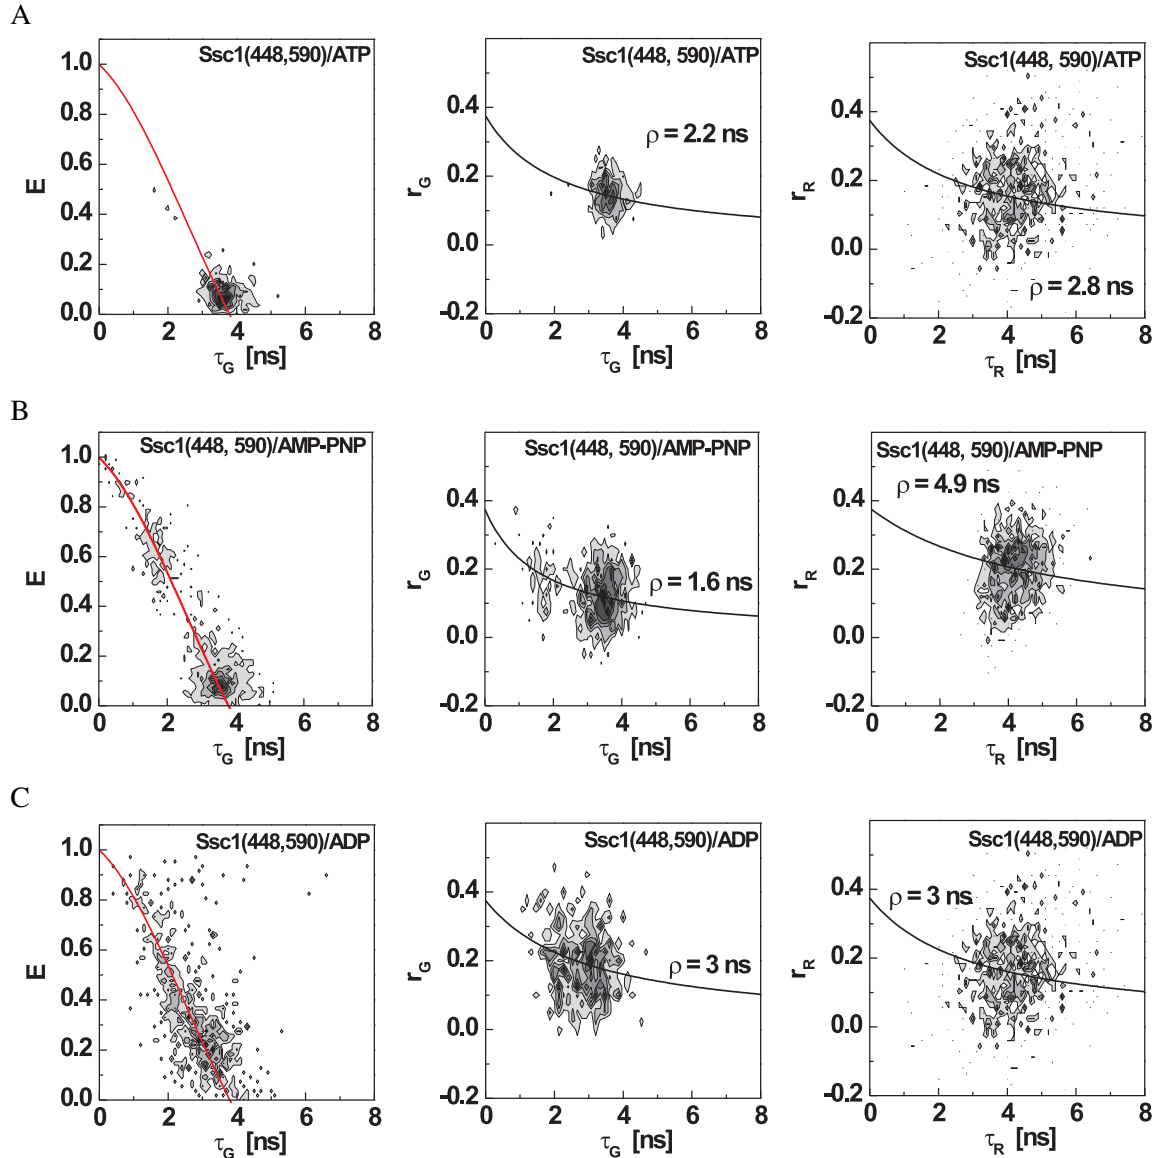 A
Ssc1(448,590)/ATP
E
1.0
0.8
0.6
0.4
0.2
0.0
0 2 4 6 8
τG [ns]
Ssc1(448, 590)/ATP
ρ = 2.2 ns
rG
0.4
0.2
0.0
-0.2
0 2 4 6 8
τG [ns]
Ssc1(448, 590)/ATP
rR
0.4
0.2
0.0
-0.2
ρ = 2.8 ns
0 2 4 6 8
τR [ns]
B
Ssc1(448, 590)/AMP-PNP
E
1.0
0.8
0.6
0.4
0.2
0.0
0 2 4 6 8
τG [ns]
Ssc1(448, 590)/AMP-PNP
rG
0.4
0.2
0.0
-0.2
ρ = 1.6 ns
0 2 4 6 8
τG [ns]
Ssc1(448, 590)/AMP-PNP
ρ = 4.9 ns
rR
0.4
0.2
0.0
-0.2
0 2 4 6 8
τR [ns]
C
Ssc1(448,590)/ADP
E
1.0
0.8
0.6
0.4
0.2
0.0
0 2 4 6 8
τG [ns]
Ssc1(448,590)/ADP
rG
0.4
0.2
0.0
-0.2
ρ = 3 ns
0 2 4 6 8
τG [ns]
Ssc1(448,590)/ADP
ρ = 3 ns
rR
0.4
0.2
0.0
-0.2
0 2 4 6 8
τR [ns]